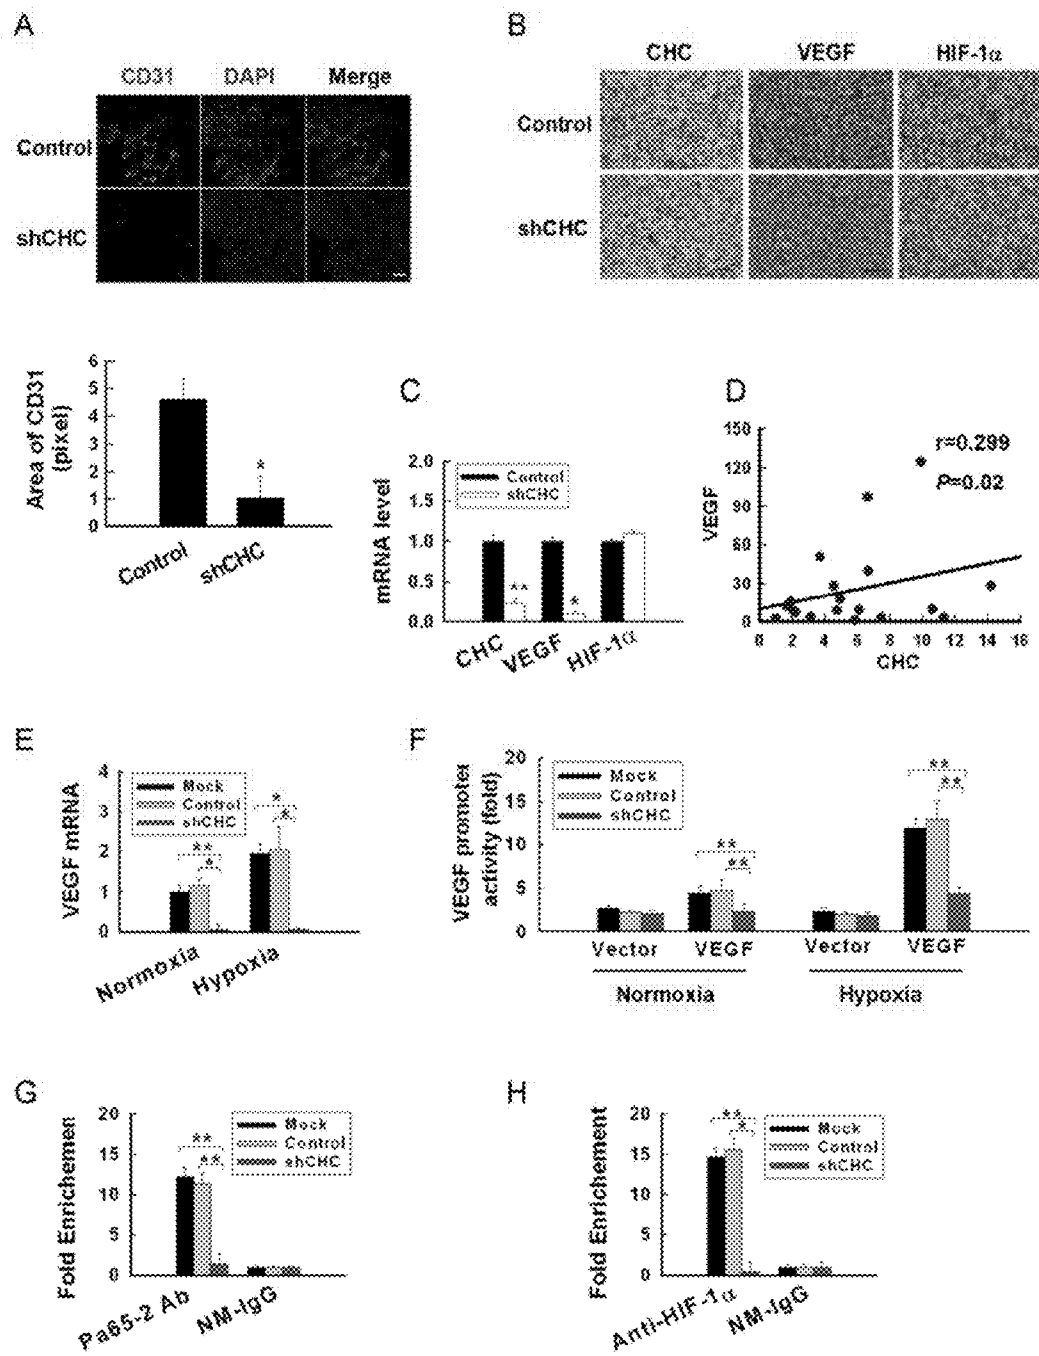 A
CD31 DAPI Merge
Control
shCHC
B
CHC VEGF HIF-1α
Control
shCHC
Area of CD31
(pixel)
6
5
4
3
2
1
0
*
Control shCHC
C
mRNA level
2.0
1.5
1.0
0.5
0.0
Control
shCHC
** *
CHC VEGF HIF-1α
D
VEGF
150
120
90
60
30
0
r=0.299
P=0.02
0 2 4 6 8 10 12 14 16
CHC
E
VEGF mRNA
4
3
2
1
0
Mock
Control
shCHC
** * * *
Normoxia Hypoxia
F
VEGF promoter
activity (fold)
20
15
10
5
0
Mock
Control
shCHC
** ** ** **
Vector VEGF Vector VEGF
Normoxia Hypoxia
G
Fold Enrichemen
20
15
10
5
0
Mock
Control
shCHC
** **
Pa65-2 Ab NM-IgG
H
Fold Enrichement
20
15
10
5
0
Mock
Control
shCHC
** *
Anti-HIF-1α NM-IgG